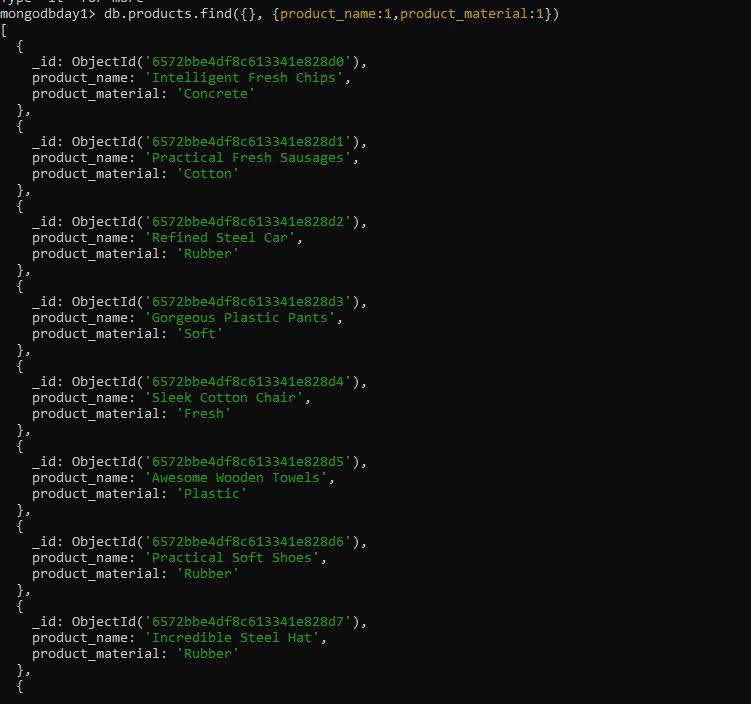 Type "it" for more
mongodbday1> db.products.find({}, {product_name:1,product_material:1})
[
  {
    _id: ObjectId('6572bbe4df8c613341e828d0'),
    product_name: 'Intelligent Fresh Chips',
    product_material: 'Concrete'
  },
  {
    _id: ObjectId('6572bbe4df8c613341e828d1'),
    product_name: 'Practical Fresh Sausages',
    product_material: 'Cotton'
  },
  {
    _id: ObjectId('6572bbe4df8c613341e828d2'),
    product_name: 'Refined Steel Car',
    product_material: 'Rubber'
  },
  {
    _id: ObjectId('6572bbe4df8c613341e828d3'),
    product_name: 'Gorgeous Plastic Pants',
    product_material: 'Soft'
  },
  {
    _id: ObjectId('6572bbe4df8c613341e828d4'),
    product_name: 'Sleek Cotton Chair',
    product_material: 'Fresh'
  },
  {
    _id: ObjectId('6572bbe4df8c613341e828d5'),
    product_name: 'Awesome Wooden Towels',
    product_material: 'Plastic'
  },
  {
    _id: ObjectId('6572bbe4df8c613341e828d6'),
    product_name: 'Practical Soft Shoes',
    product_material: 'Rubber'
  },
  {
    _id: ObjectId('6572bbe4df8c613341e828d7'),
    product_name: 'Incredible Steel Hat',
    product_material: 'Rubber'
  },
  {